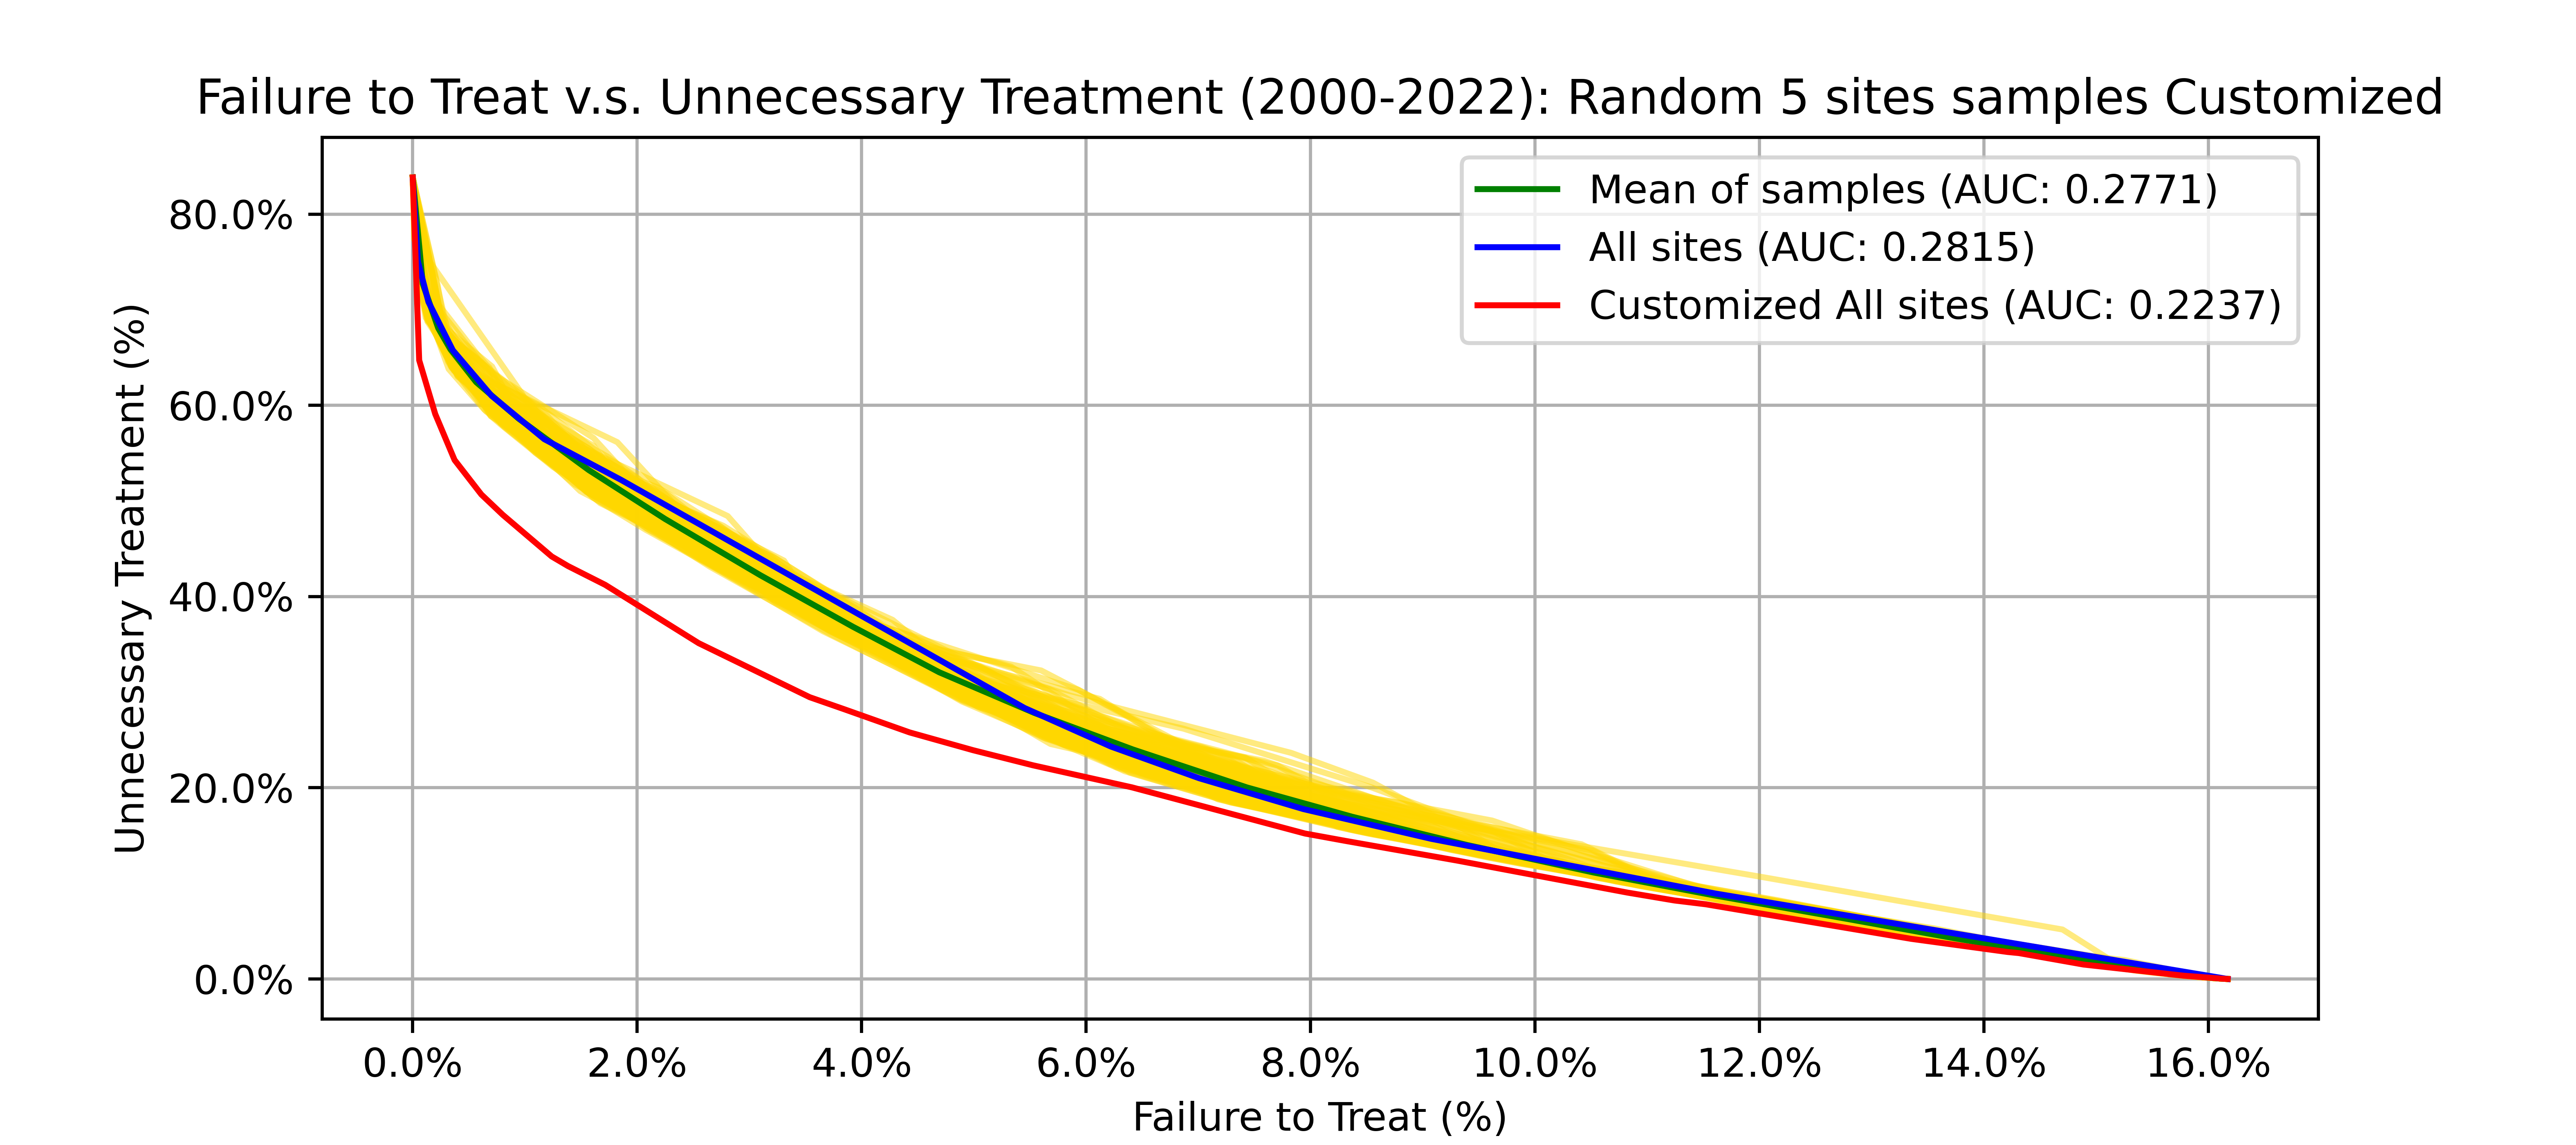 Failure to Treat v.s. Unnecessary Treatment (2000-2022): Random 5 sites samples Customized
Mean of samples (AUC: 0.2771)
All sites (AUC: 0.2815)
Customized All sites (AUC: 0.2237)
Unnecessary Treatment (%)
80.0%
60.0%
40.0%
20.0%
0.0%
0.0% 2.0% 4.0% 6.0% 8.0% 10.0% 12.0% 14.0% 16.0%
Failure to Treat (%)